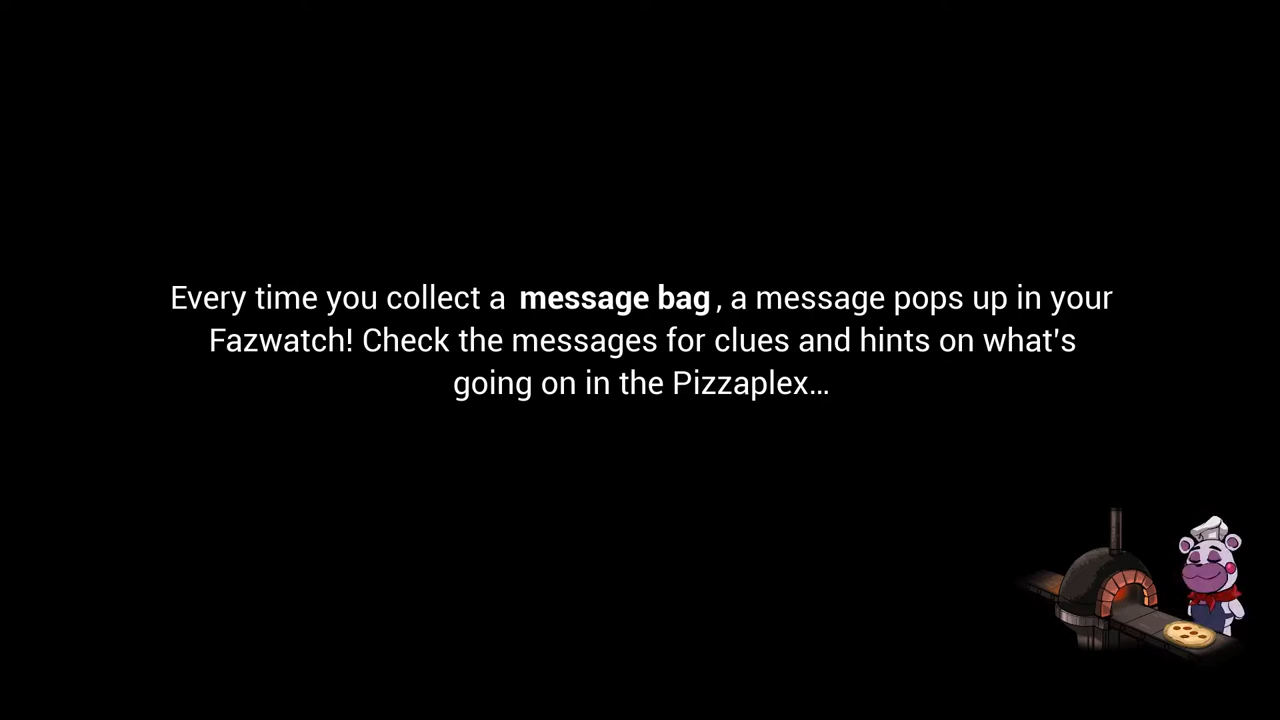 Every time you collect a message bag, a message pops up in your
Fazwatch! Check the messages for clues and hints on what's
going on in the Pizzaplex...